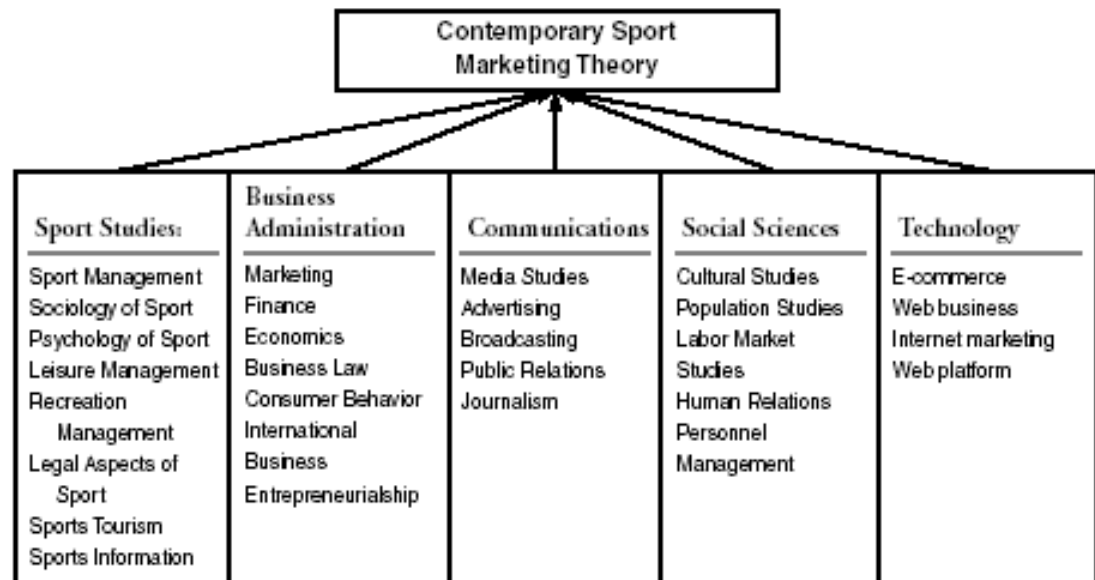 Contemporary Sport
Marketing Theory
Sport Studies:
Sport Management
Sociology of Sport
Psychology of Sport
Leisure Management
Recreation
Management
Legal Aspects of
Sport
Sports Tourism
Sports Information
Business
Administration
Marketing
Finance
Economics
Business Law
Consumer Behavior
International
Business
Entrepreneurialship
Communications
Media Studies
Advertising
Broadcasting
Public Relations
Journalism
Social Sciences
Cultural Studies
Population Studies
Labor Market
Studies
Human Relations
Personnel
Management
Technology
E-commerce
Web business
Internet marketing
Web platform